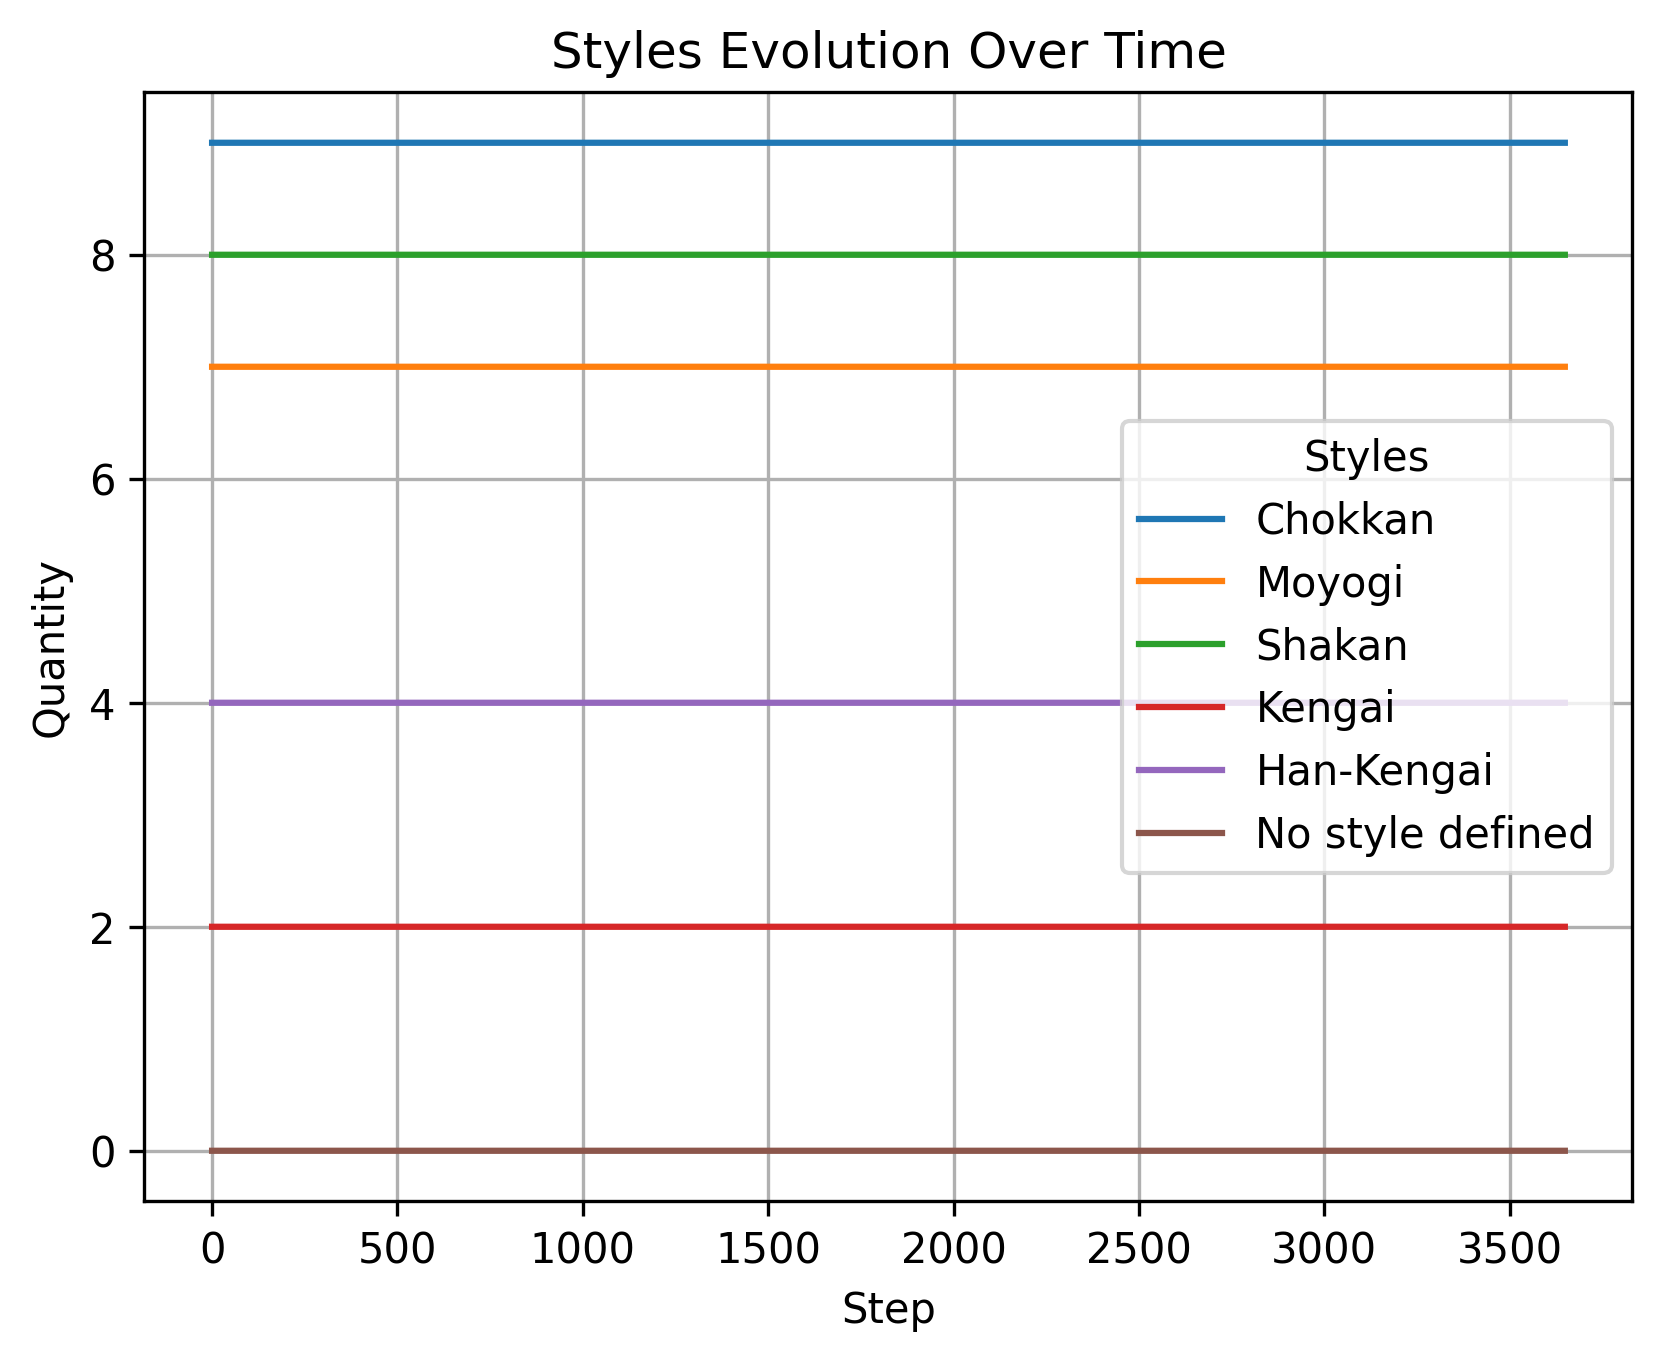 Styles Evolution Over Time
Quantity
8
6
4
2
0
Styles
Chokkan
Moyogi
Shakan
Kengai
Han-Kengai
No style defined
0 500 1000 1500 2000 2500 3000 3500
Step